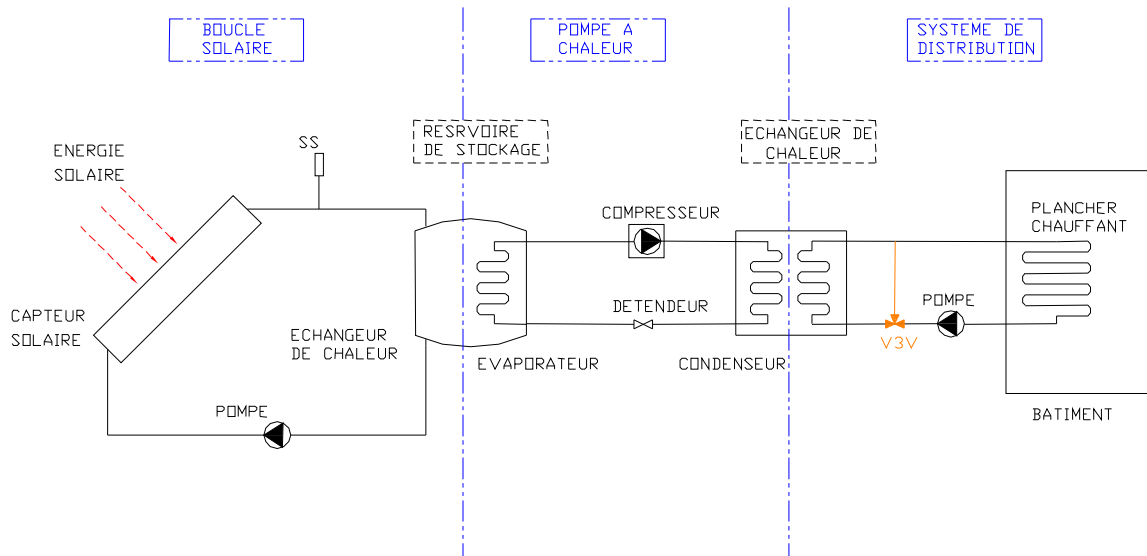 BOUCLE
SOLAIRE
POMPE A
CHALEUR
SYSTEME DE
DISTRIBUTION
RESRVOIRE
DE STOCKAGE
ECHANGEUR DE
CHALEUR
SS
ENERGIE
SOLAIRE
COMPRESSEUR
PLANCHER
CHAUFFANT
CAPTEUR
SOLAIRE
ECHANGEUR
DE CHALEUR
DETENDEUR
POMPE
V3V
EVAPORATEUR
CONDENSEUR
POMPE
BATIMENT